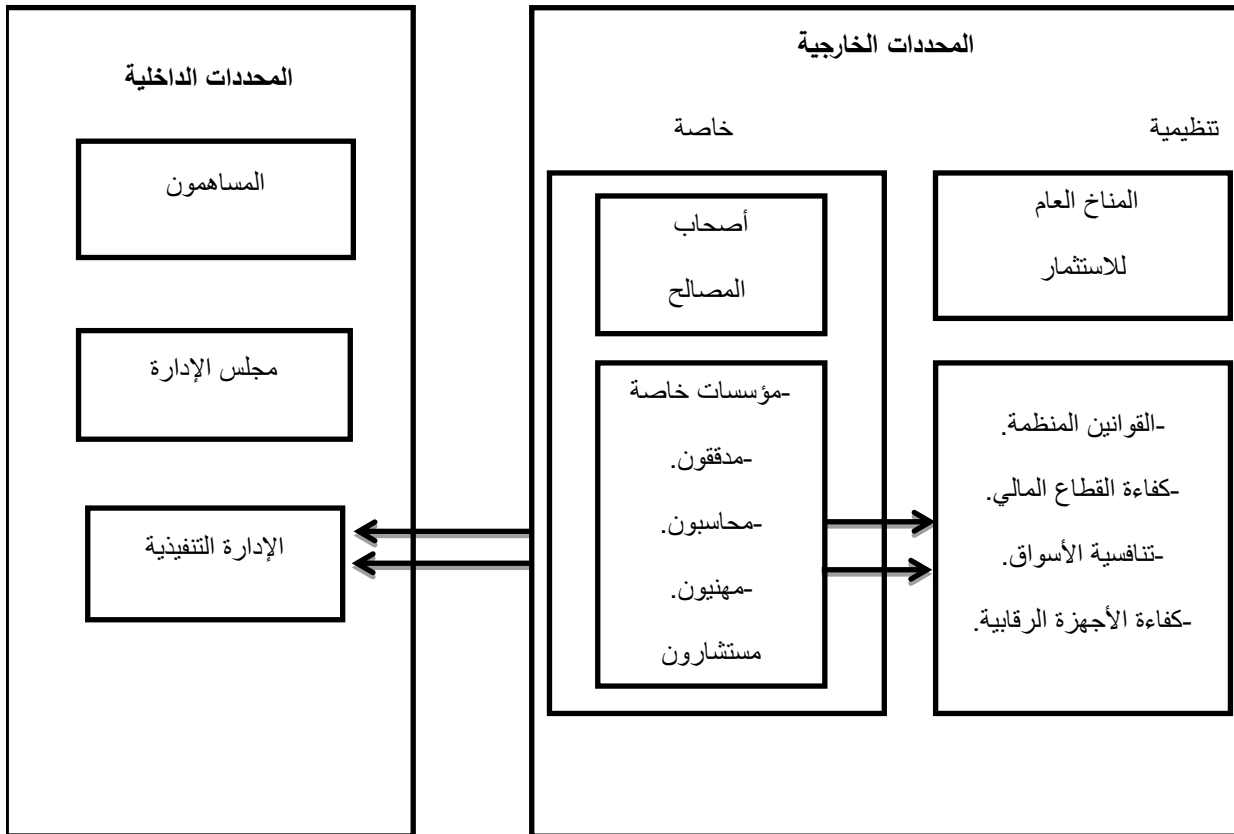 المحددات الخارجية
تنظيمية
المناخ العام
للاستثمار
-القوانين المنظمة.
-كفاءة القطاع المالي.
-تنافسية الأسواق.
-كفاءة الأجهزة الرقابية.
خاصة
أصحاب
المصالح
-مؤسسات خاصة
-مدققون.
-محاسبون.
-مهنيون.
مستشارون
المحددات الداخلية
المساهمون
مجلس الإدارة
الإدارة التنفيذية